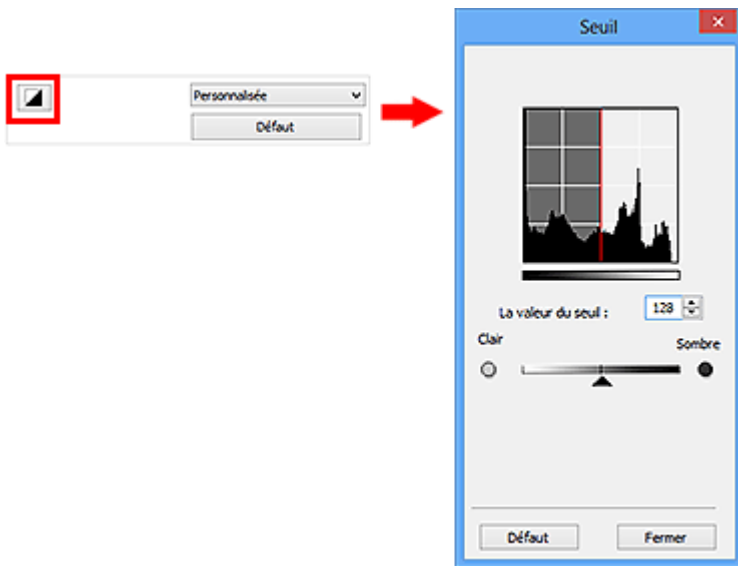 Personnalisée
Défaut
Seuil
La valeur du seuil : 128
Clair
Sombre
Défaut
Fermer